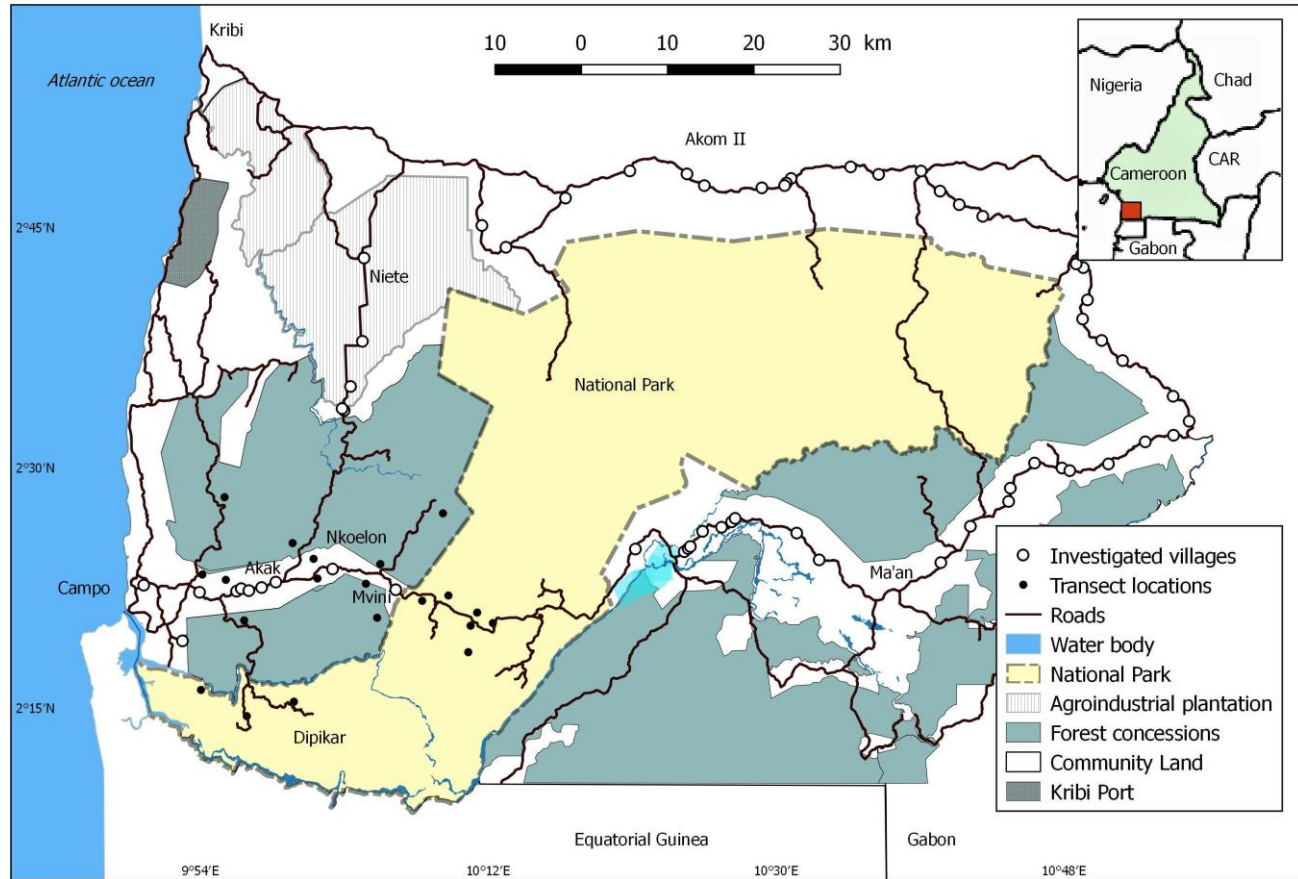 Kribi
Atlantic ocean
10 0 10 20 30 km
Nigeria
Chad
CAR
Cameroon
Gabon
Akom II
2°45'N
Niete
National Park
2°30'N
Nkoelon
Akak
Campo
Mvini
Ma'an
2°15'N
Dipikar
Investigated villages
Transect locations
Roads
Water body
National Park
Agroindustrial plantation
Forest concessions
Community Land
Kribi Port
Equatorial Guinea
Gabon
9°54'E
10°12'E
10°30'E
10°48'E